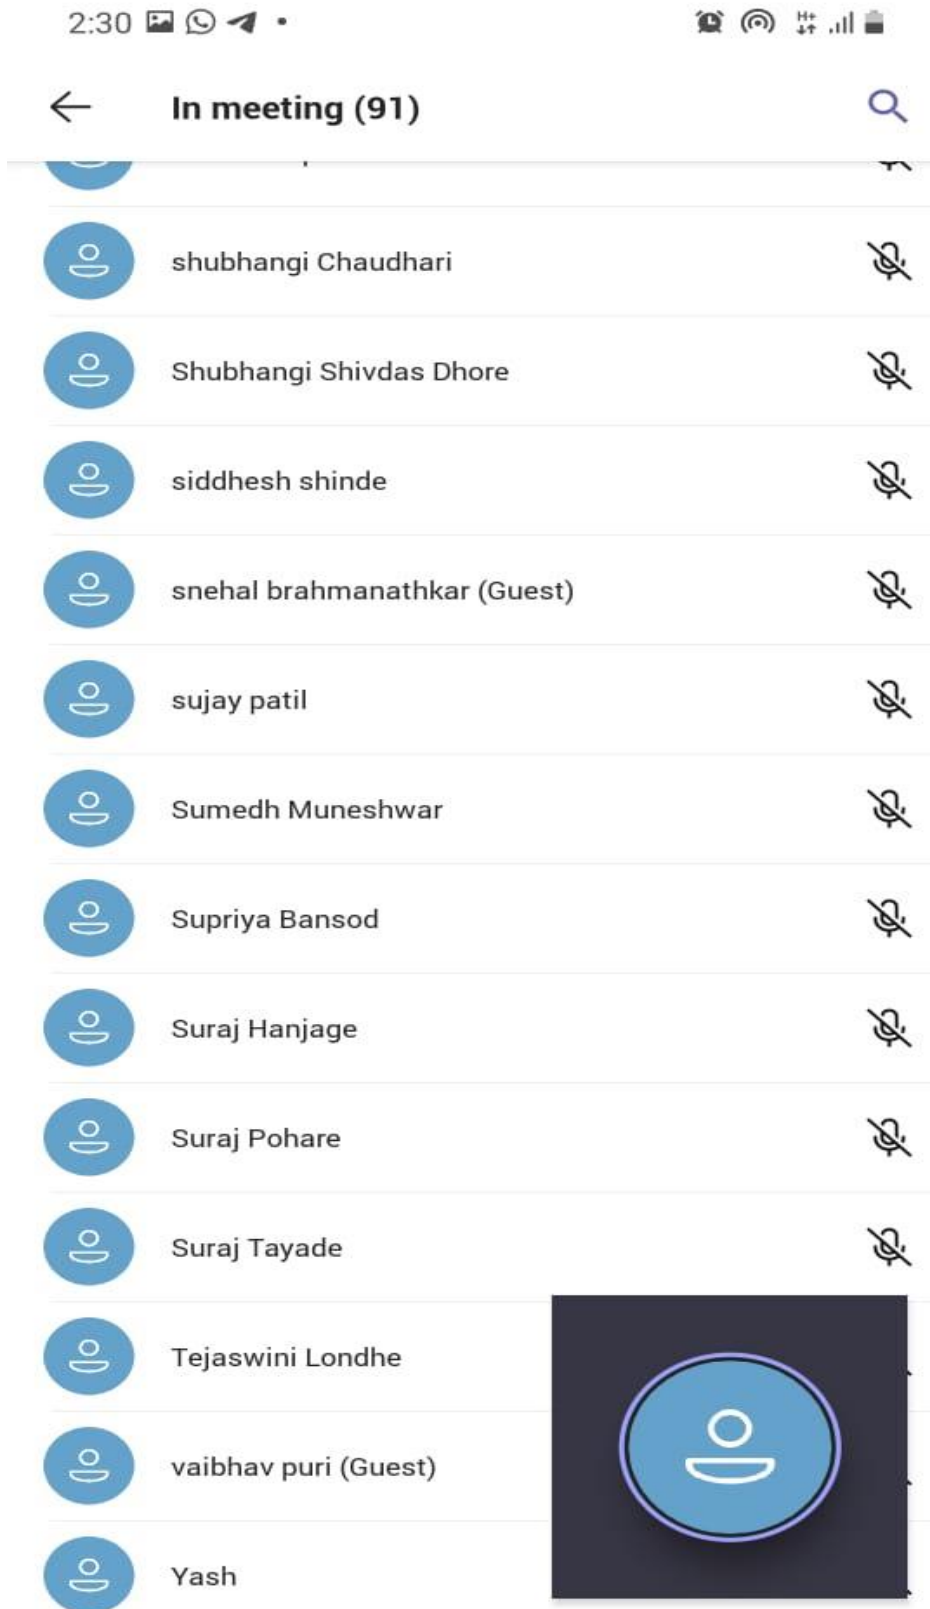 2:30
In meeting (91)
shubhangi Chaudhari
Shubhangi Shivdas Dhore
siddhesh shinde
snehal brahmanathkar (Guest)
sujay patil
Sumedh Muneshwar
Supriya Bansod
Suraj Hanjage
Suraj Pohare
Suraj Tayade
Tejaswini Londhe
vaibhav puri (Guest)
Yash